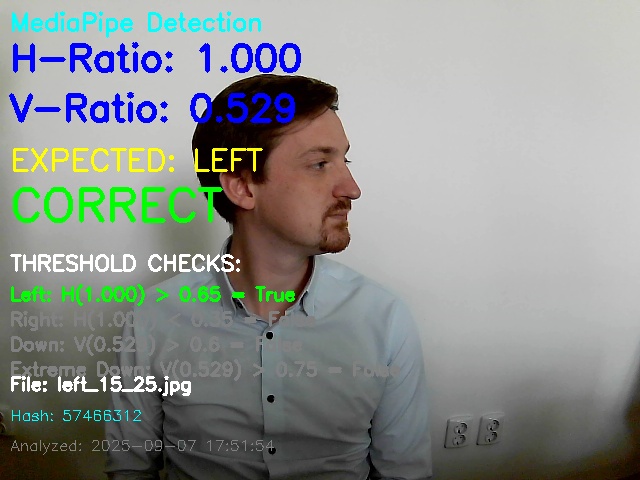 MediaPipe Detection
H-Ratio: 1.000
V-Ratio: 0.529
EXPECTED: LEFT
CORRECT
THRESHOLD CHECKS:
Left: H(1.000) > 0.65 = True
Right: H(1.000) < 0.35 = False
Down: V(0.529) > 0.6 = False
Extreme Down: V(0.529) > 0.75 = False
File: left_15_25.jpg
Hash: 57466312
Analyzed: 2025-09-07 17:51:54